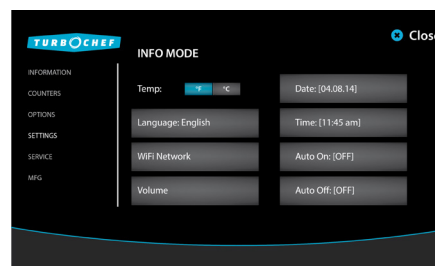 TURBOCHEF
INFO MODE
Close
INFORMATION
COUNTERS
OPTIONS
SETTINGS
SERVICE
MFG
Temp: °F °C
Language: English
WiFi Network
Volume
Date: [04.08.14]
Time: [11:45 am]
Auto On: [OFF]
Auto Off: [OFF]